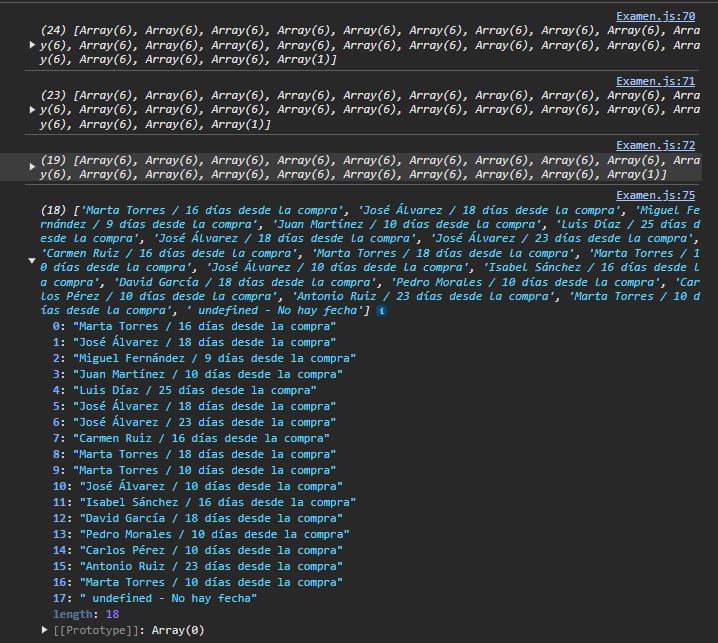 Examen.js:70
(24) [Array(6), Array(6), Array(6), Array(6), Array(6), Array(6), Array(6), Array(6), Array(6), Arra
y(6), Array(6), Array(6), Array(6), Array(6), Array(6), Array(6), Array(6), Array(6), Array(6), Arra
y(6), Array(6), Array(6), Array(1)]
Examen.js:71
(23) [Array(6), Array(6), Array(6), Array(6), Array(6), Array(6), Array(6), Array(6), Array(6), Arra
y(6), Array(6), Array(6), Array(6), Array(6), Array(6), Array(6), Array(6), Array(6), Array(6), Arra
y(6), Array(6), Array(6), Array(1)]
Examen.js:72
(19) [Array(6), Array(6), Array(6), Array(6), Array(6), Array(6), Array(6), Array(6), Array(6), Arra
y(6), Array(6), Array(6), Array(6), Array(6), Array(6), Array(6), Array(6), Array(6), Array(1)]
Examen.js:75
(18) ['Marta Torres / 16 días desde la compra', 'José Álvarez / 18 días desde la compra', 'Miguel Fe
rnández / 9 días desde la compra', 'Juan Martínez / 10 días desde la compra', 'Luis Díaz / 25 días d
esde la compra', 'José Álvarez / 18 días desde la compra', 'José Álvarez / 23 días desde la compra',
'Carmen Ruiz / 16 días desde la compra', 'Marta Torres / 18 días desde la compra', 'Marta Torres / 1
0 días desde la compra', 'José Álvarez / 10 días desde la compra', 'Isabel Sánchez / 16 días desde l
a compra', 'David García / 18 días desde la compra', 'Pedro Morales / 10 días desde la compra', 'Car
los Pérez / 10 días desde la compra', 'Antonio Ruiz / 23 días desde la compra', 'Marta Torres / 10 d
ías desde la compra', ' undefined - No hay fecha'] i
0: "Marta Torres / 16 días desde la compra"
1: "José Álvarez / 18 días desde la compra"
2: "Miguel Fernández / 9 días desde la compra"
3: "Juan Martínez / 10 días desde la compra"
4: "Luis Díaz / 25 días desde la compra"
5: "José Álvarez / 18 días desde la compra"
6: "José Álvarez / 23 días desde la compra"
7: "Carmen Ruiz / 16 días desde la compra"
8: "Marta Torres / 18 días desde la compra"
9: "Marta Torres / 10 días desde la compra"
10: "José Álvarez / 10 días desde la compra"
11: "Isabel Sánchez / 16 días desde la compra"
12: "David García / 18 días desde la compra"
13: "Pedro Morales / 10 días desde la compra"
14: "Carlos Pérez / 10 días desde la compra"
15: "Antonio Ruiz / 23 días desde la compra"
16: "Marta Torres / 10 días desde la compra"
17: " undefined - No hay fecha"
length: 18
[[Prototype]]: Array(0)